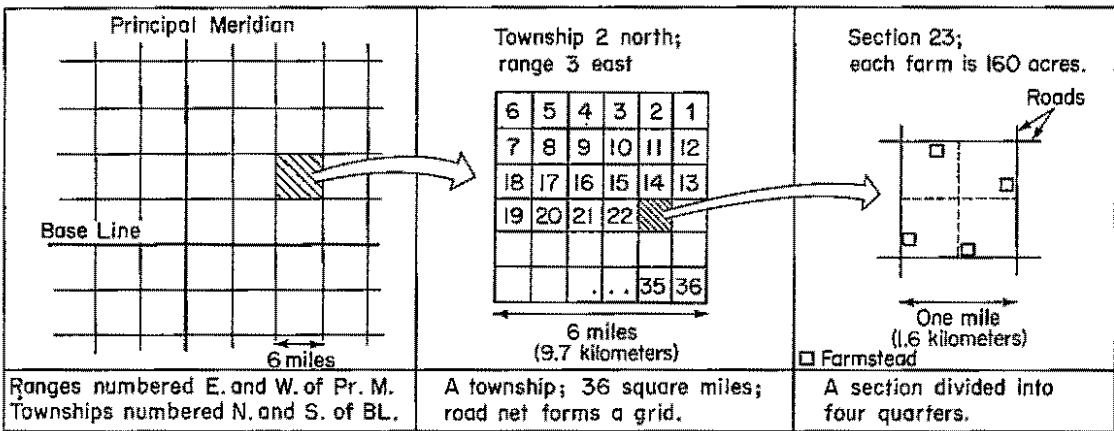 Principal Meridian
Base Line
6 miles
Ranges numbered E. and W. of Pr. M.
Townships numbered N. and S. of BL.
Township 2 north;
range 3 east
6 5 4 3 2 1
7 8 9 10 11 12
18 17 16 15 14 13
19 20 21 22
. . . 35 36
6 miles
(9.7 kilometers)
A township; 36 square miles;
road net forms a grid.
Section 23;
each farm is 160 acres.
Roads
One mile
(1.6 kilometers)
Farmstead
A section divided into
four quarters.